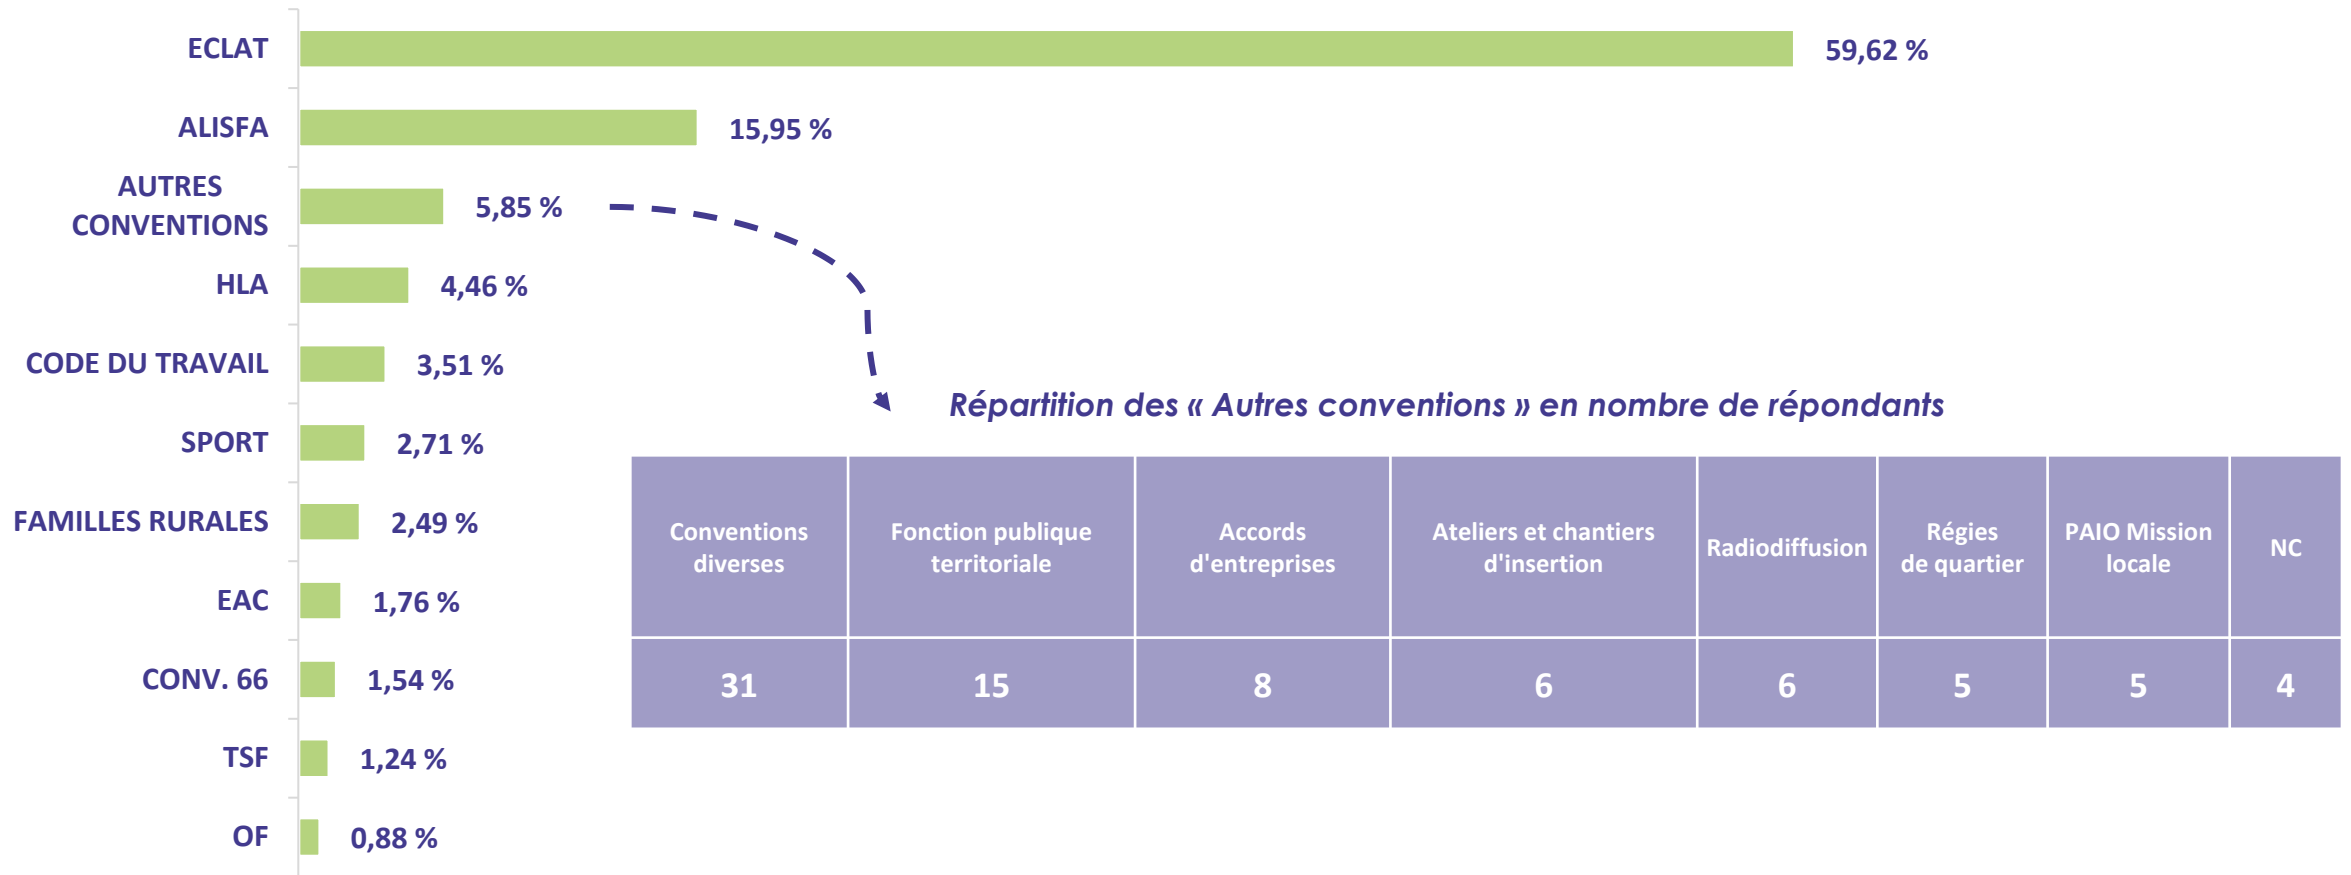 ECLAT
59,62 %
ALISFA
15,95 %
AUTRES
CONVENTIONS
5,85 %
HLA
4,46 %
CODE DU TRAVAIL
3,51 %
SPORT
2,71 %
FAMILLES RURALES
2,49 %
EAC
1,76 %
CONV. 66
1,54 %
TSF
1,24 %
OF
0,88 %
Répartition des « Autres conventions » en nombre de répondants
Conventions
diverses
Fonction publique
territoriale
Accords
d'entreprises
Ateliers et chantiers
d'insertion
Radiodiffusion
Régies
de quartier
PAIO Mission
locale
NC
31
15
8
6
6
5
5
4